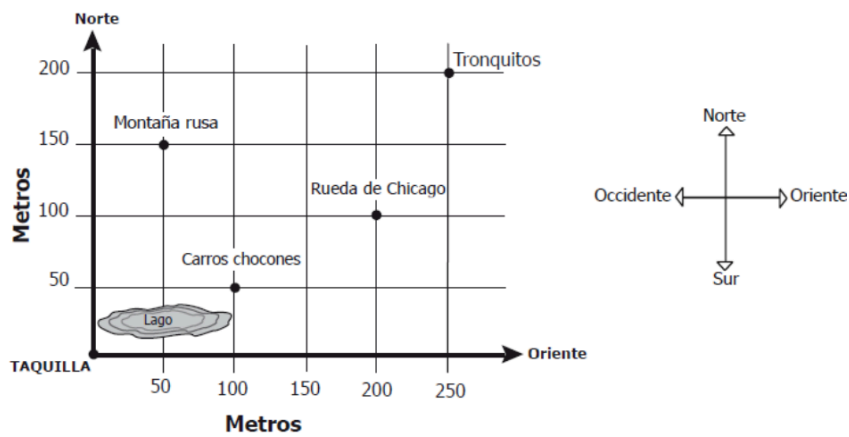 Norte
200
Tronquitos
Montaña rusa
150
Metros
Rueda de Chicago
100
Carros chocones
50
Lago
TAQUILLA
Oriente
50
100
150
200
250
Metros
Norte
Occidente
Oriente
Sur